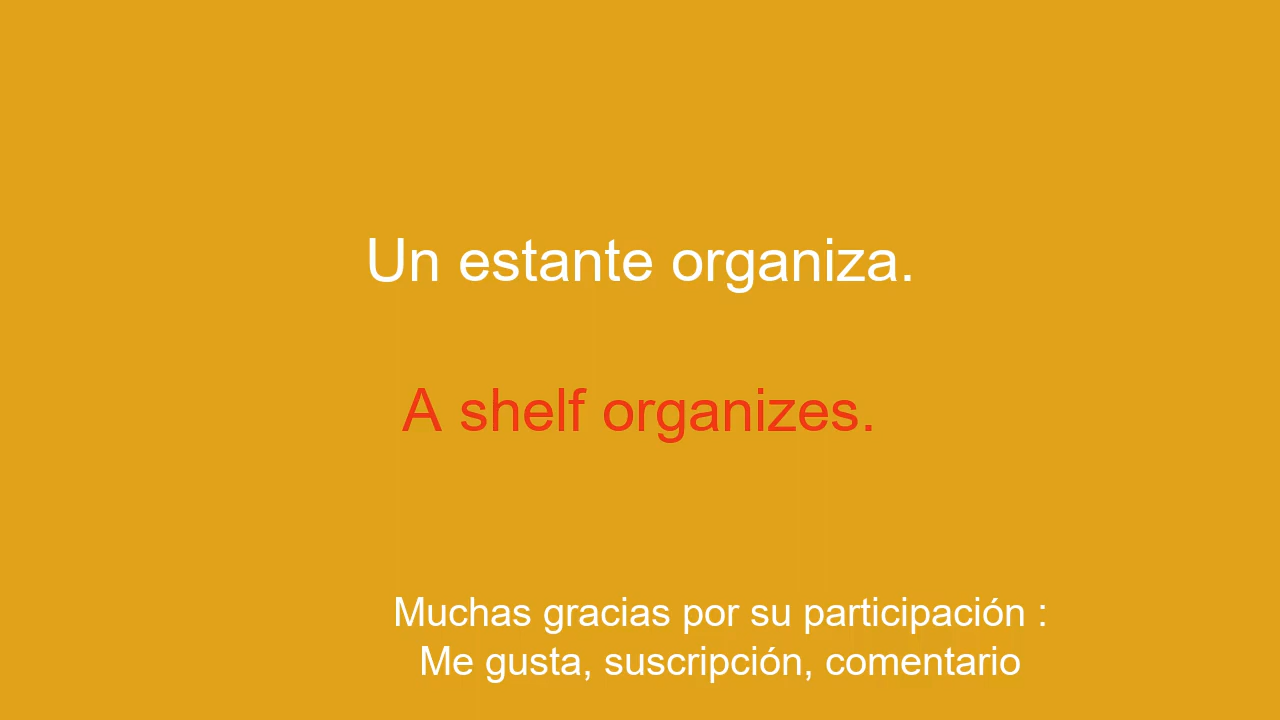 Un estante organiza.
A shelf organizes.
Muchas gracias por su participación :
Me gusta, suscripción, comentario